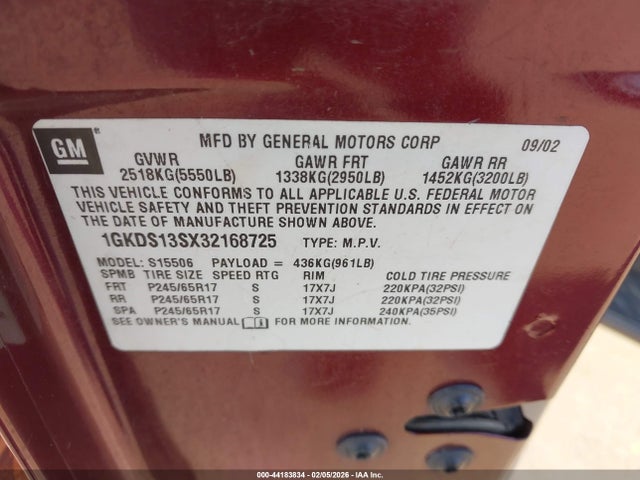 GM
MFD BY GENERAL MOTORS CORP 09/02
GVWR GAWR FRT GAWR RR
2518KG(5550LB) 1338KG(2950LB) 1452KG(3200LB)
THIS VEHICLE CONFORMS TO ALL APPLICABLE U.S. FEDERAL MOTOR
VEHICLE SAFETY AND THEFT PREVENTION STANDARDS IN EFFECT ON
THE DATE OF MANUFACTURE SHOWN ABOVE.
1GKDS13SX32168725 TYPE: M.P.V.
MODEL: S15506 PAYLOAD = 436KG(961LB)
SPMB TIRE SIZE SPEED RTG RIM COLD TIRE PRESSURE
FRT P245/65R17 S 17X7J 220KPA(32PSI)
RR P245/65R17 S 17X7J 220KPA(32PSI)
SPA P245/65R17 S 17X7J 240KPA(35PSI)
SEE OWNER'S MANUAL FOR MORE INFORMATION.
000-44183834 - 02/05/2026 - IAA Inc.